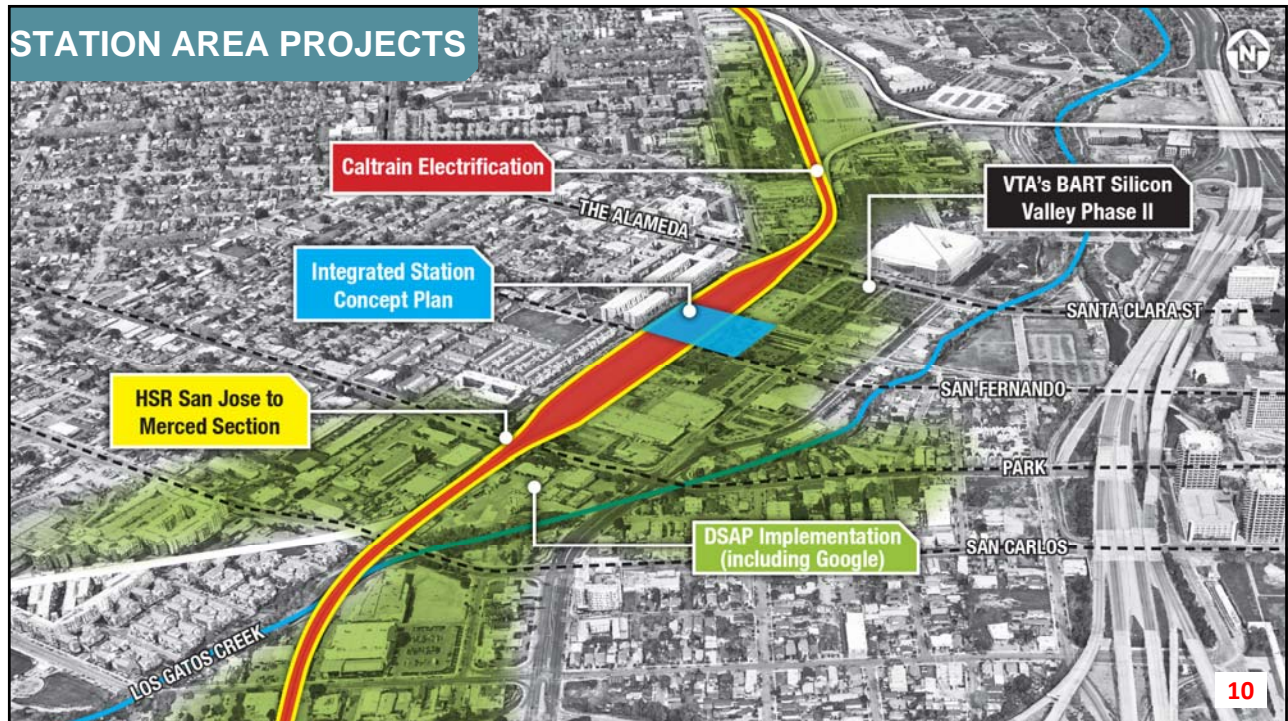 STATION AREA PROJECTS
N
Caltrain Electrification
THE ALAMEDA
VTA's BART Silicon
Valley Phase II
Integrated Station
Concept Plan
SANTA CLARA ST
SAN FERNANDO
HSR San Jose to
Merced Section
PARK
DSAP Implementation
(including Google)
SAN CARLOS
LOS GATOS CREEK
10